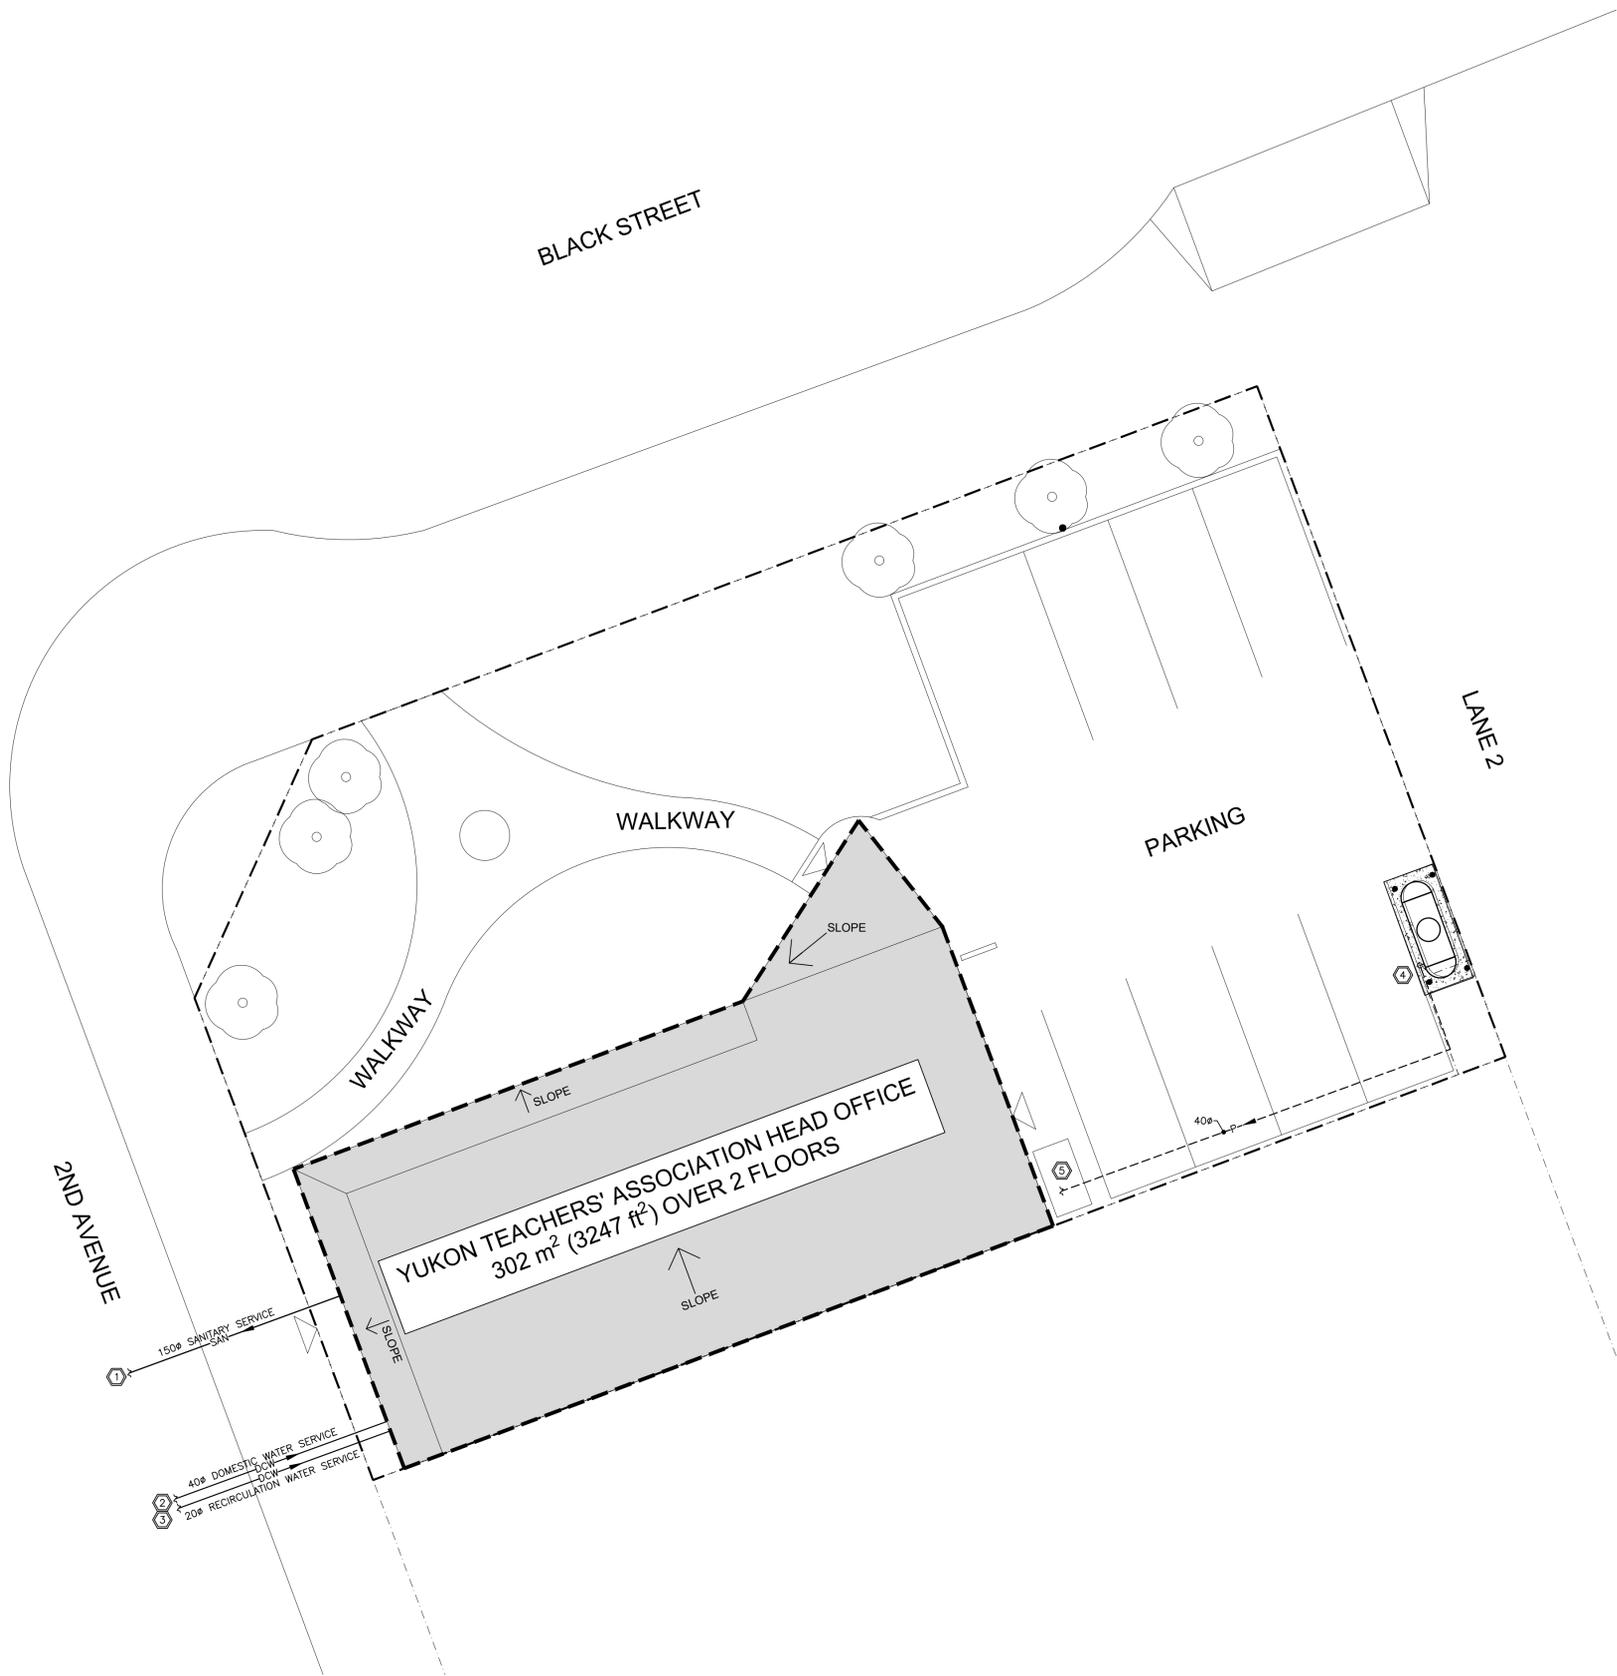 BLACK STREET
LANE 2
WALKWAY
PARKING
SLOPE
4
WALKWAY
SLOPE
YUKON TEACHERS' ASSOCIATION HEAD OFFICE
302 m² (3247 ft²) OVER 2 FLOORS
40ø
P
5
2ND AVENUE
SLOPE
SLOPE
150ø SANITARY SERVICE
SAN
1
40ø DOMESTIC WATER SERVICE
DCW
DCW
20ø RECIRCULATION WATER SERVICE
2
3